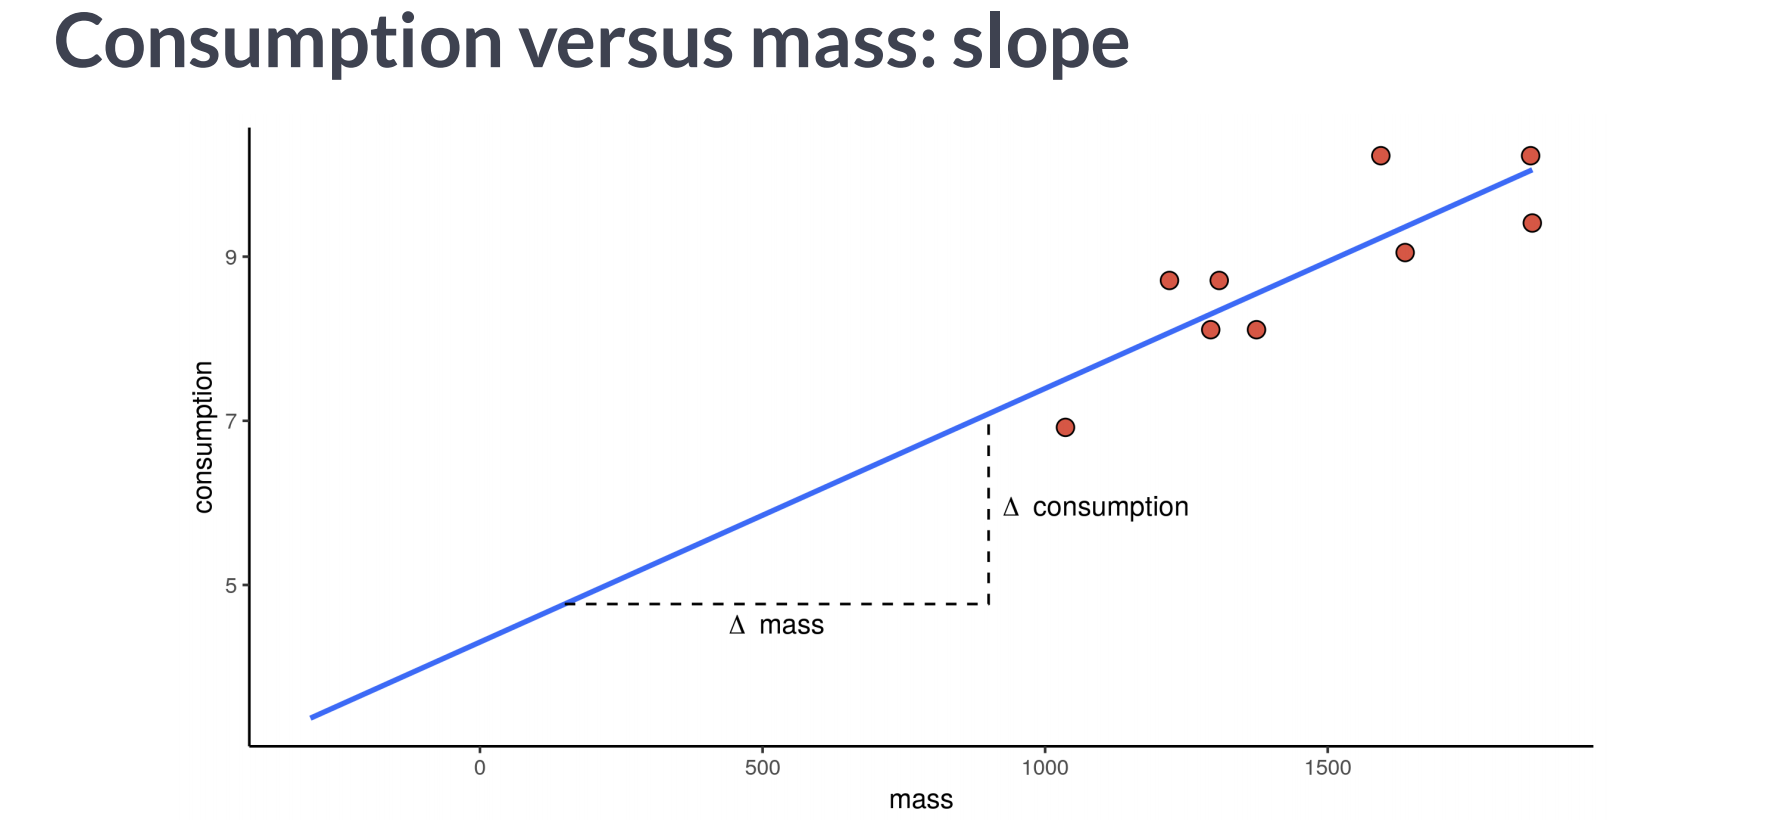 Consumption versus mass: slope
consumption
9
7
5
Δ consumption
Δ mass
0 500 1000 1500
mass